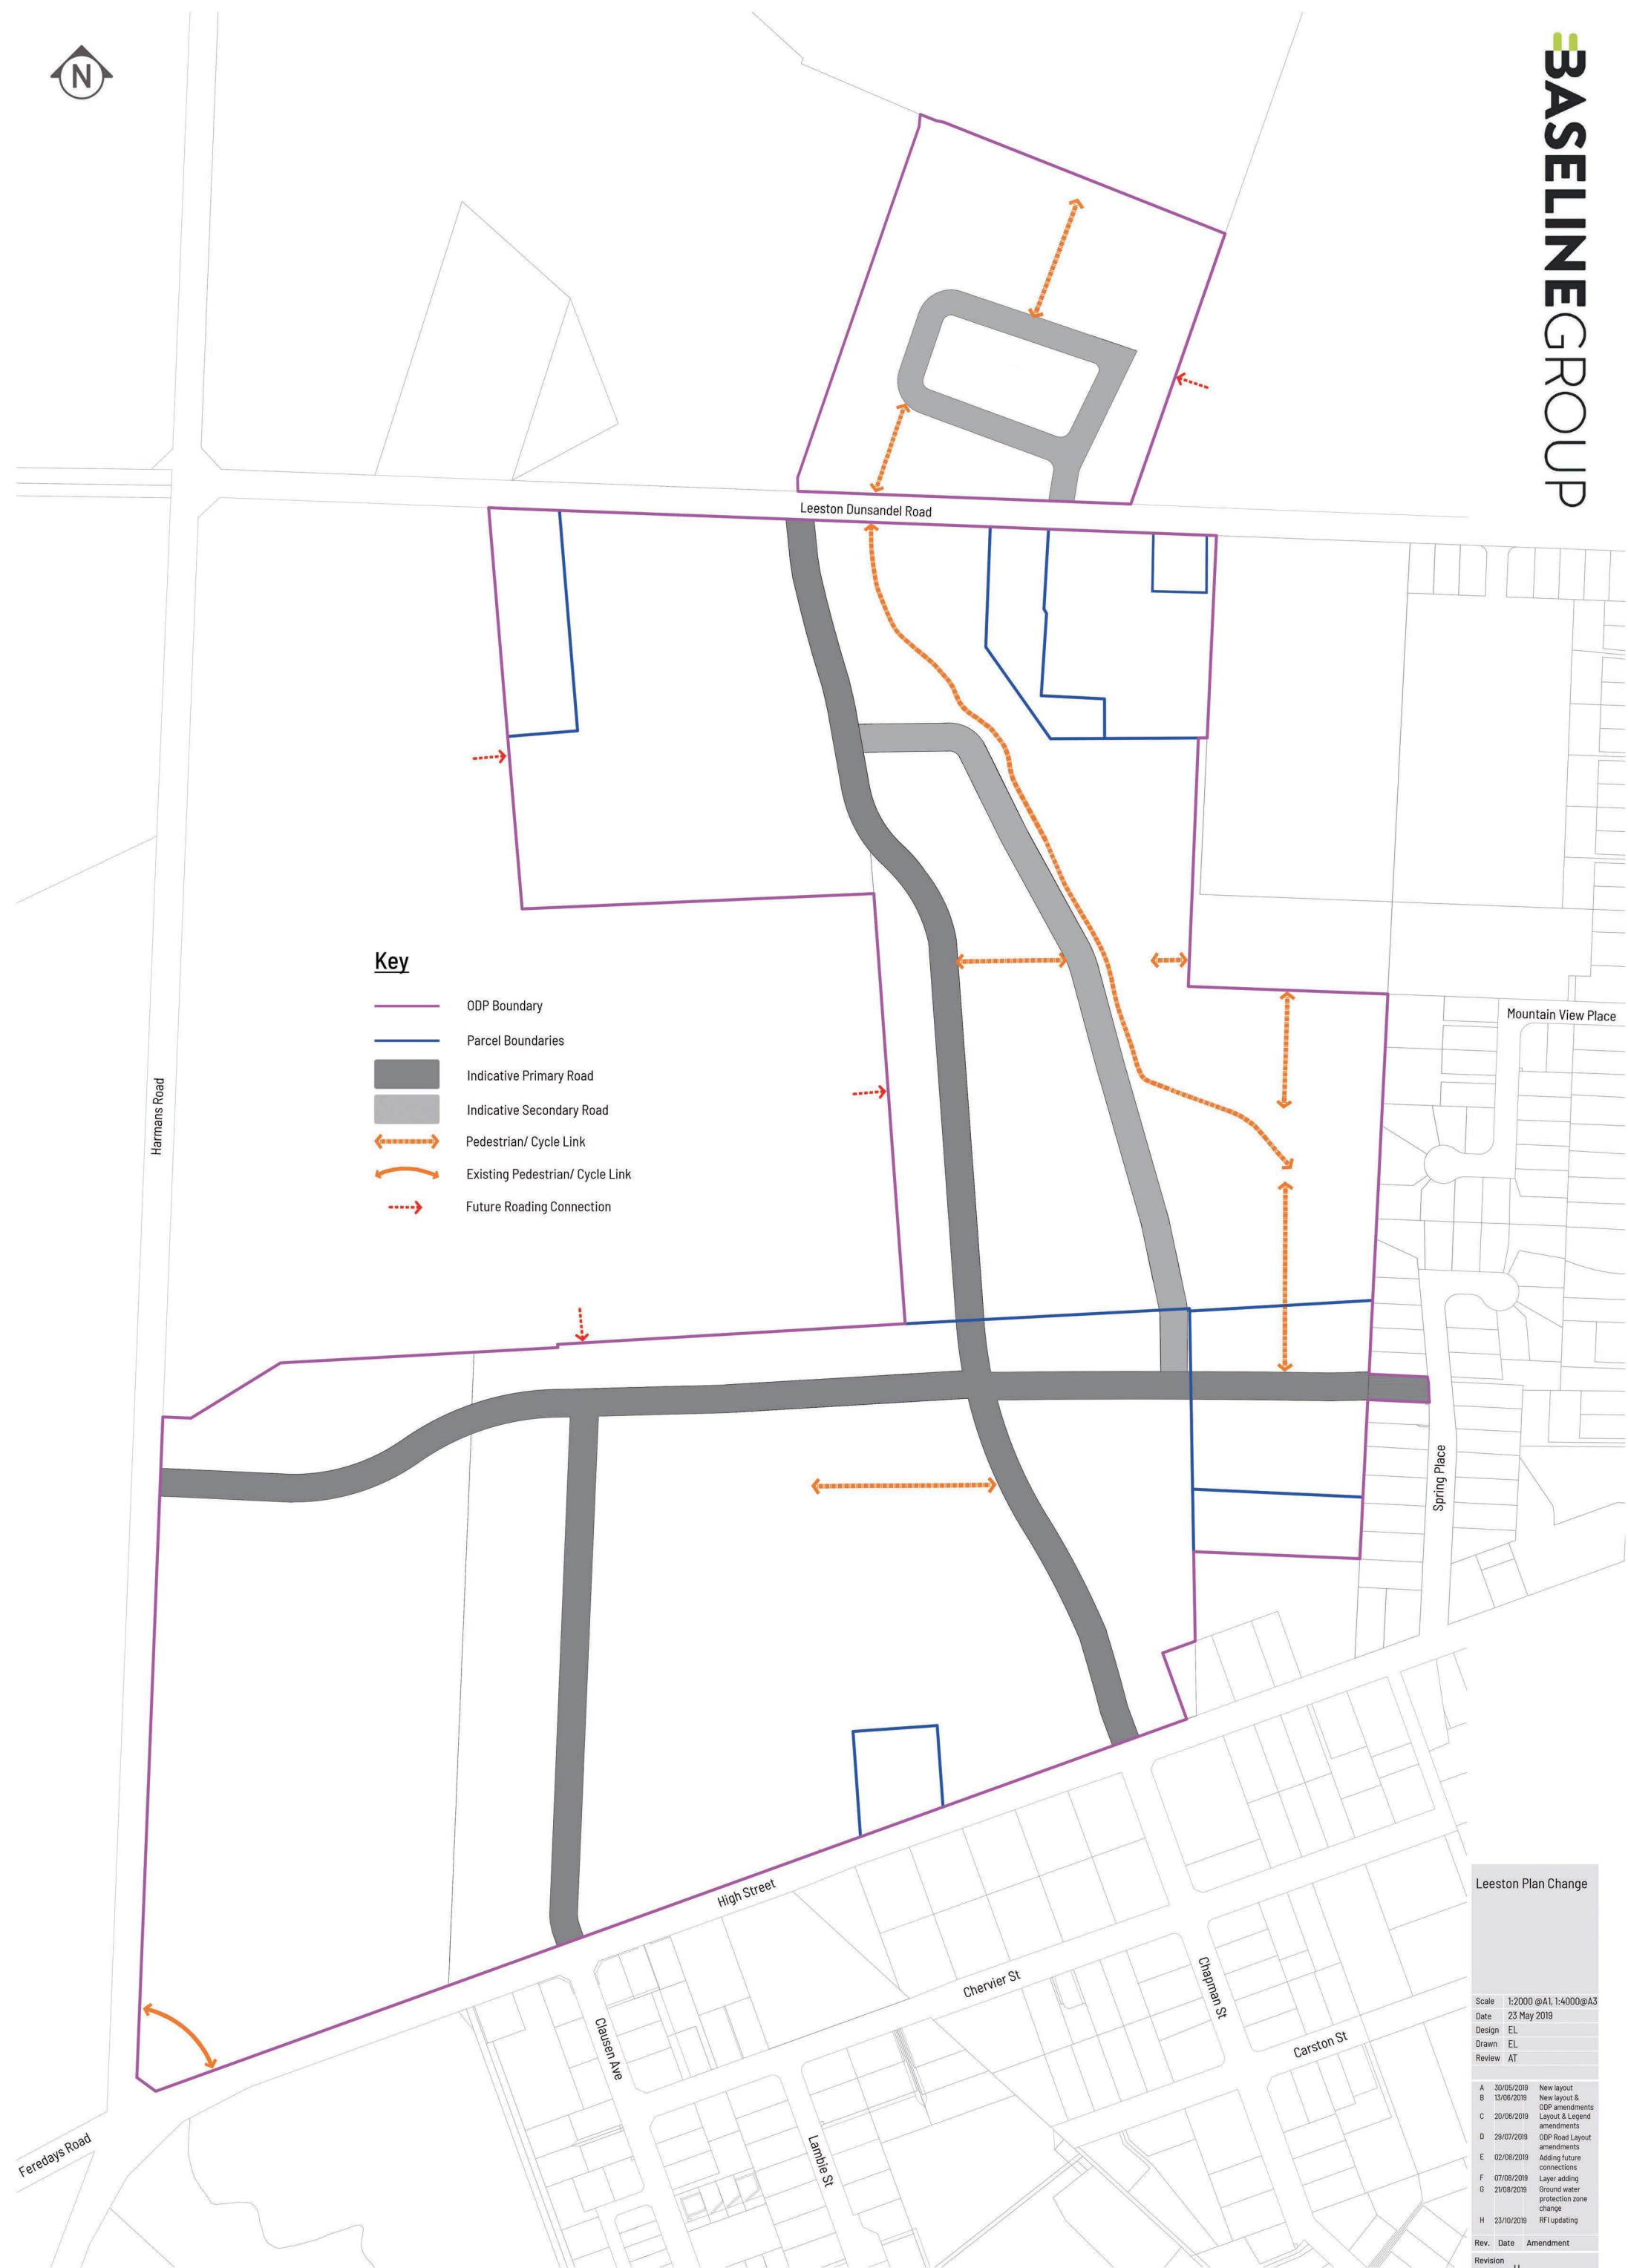 N
BASELINEGROUP
Leeston Dunsandel Road
Key
ODP Boundary
Parcel Boundaries
Indicative Primary Road
Indicative Secondary Road
Pedestrian/ Cycle Link
Existing Pedestrian/ Cycle Link
Future Roading Connection
Mountain View Place
Harmans Road
Spring Place
High Street
Chervier St
Chapman St
Carston St
Clausen Ave
Lambie St
Feredays Road
Leeston Plan Change
Scale 1:2000 @A1, 1:4000@A3
Date 23 May 2019
Design EL
Drawn EL
Review AT
A 30/05/2019 New layout
B 13/06/2019 New layout &
ODP amendments
C 20/06/2019 Layout & Legend
amendments
D 29/07/2019 ODP Road Layout
amendments
E 02/08/2019 Adding future
connections
F 07/08/2019 Layer adding
G 21/08/2019 Ground water
protection zone
change
H 23/10/2019 RFI updating
Rev. Date Amendment
Revision